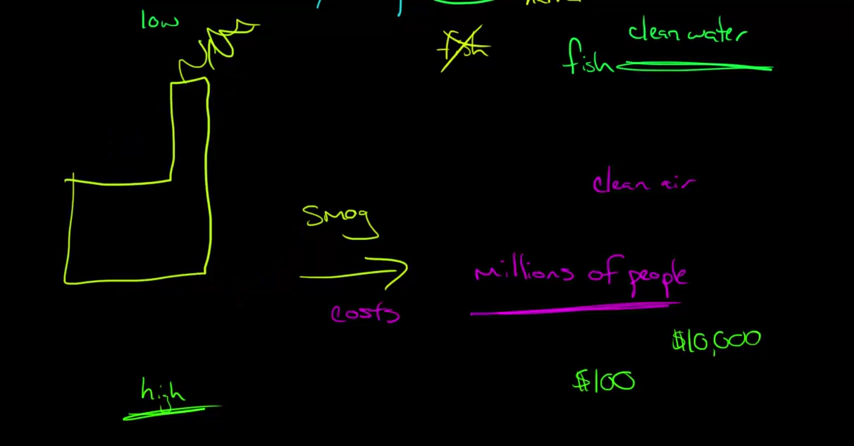 low
fish
clean water
fish
clean air
smog
millions of people
costs
$10,000
$100
high